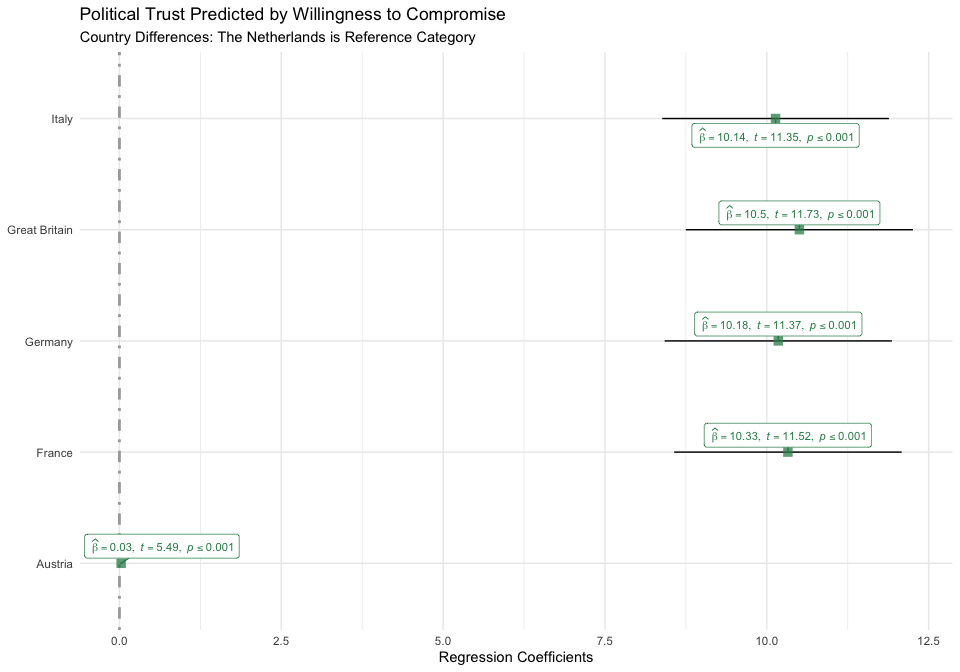 Political Trust Predicted by Willingness to Compromise
Country Differences: The Netherlands is Reference Category
Italy
β̂ = 10.14, t = 11.35, p ≤ 0.001
Great Britain
β̂ = 10.5, t = 11.73, p ≤ 0.001
Germany
β̂ = 10.18, t = 11.37, p ≤ 0.001
France
β̂ = 10.33, t = 11.52, p ≤ 0.001
Austria
β̂ = 0.03, t = 5.49, p ≤ 0.001
0.0 2.5 5.0 7.5 10.0 12.5
Regression Coefficients